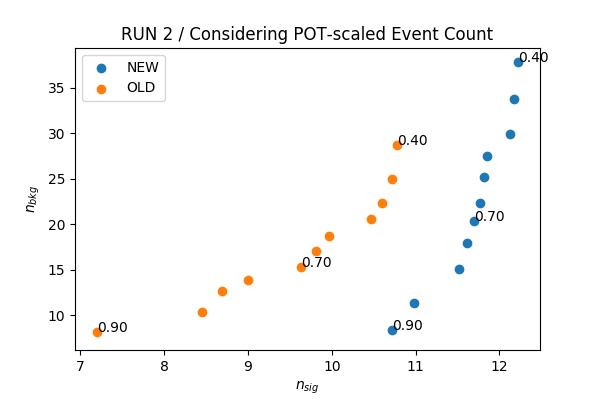 RUN 2 / Considering POT-scaled Event Count
NEW
OLD
0.40
0.40
0.70
0.70
0.90
0.90
n_bkg
35
30
25
20
15
10
7 8 9 10 11 12
n_sig